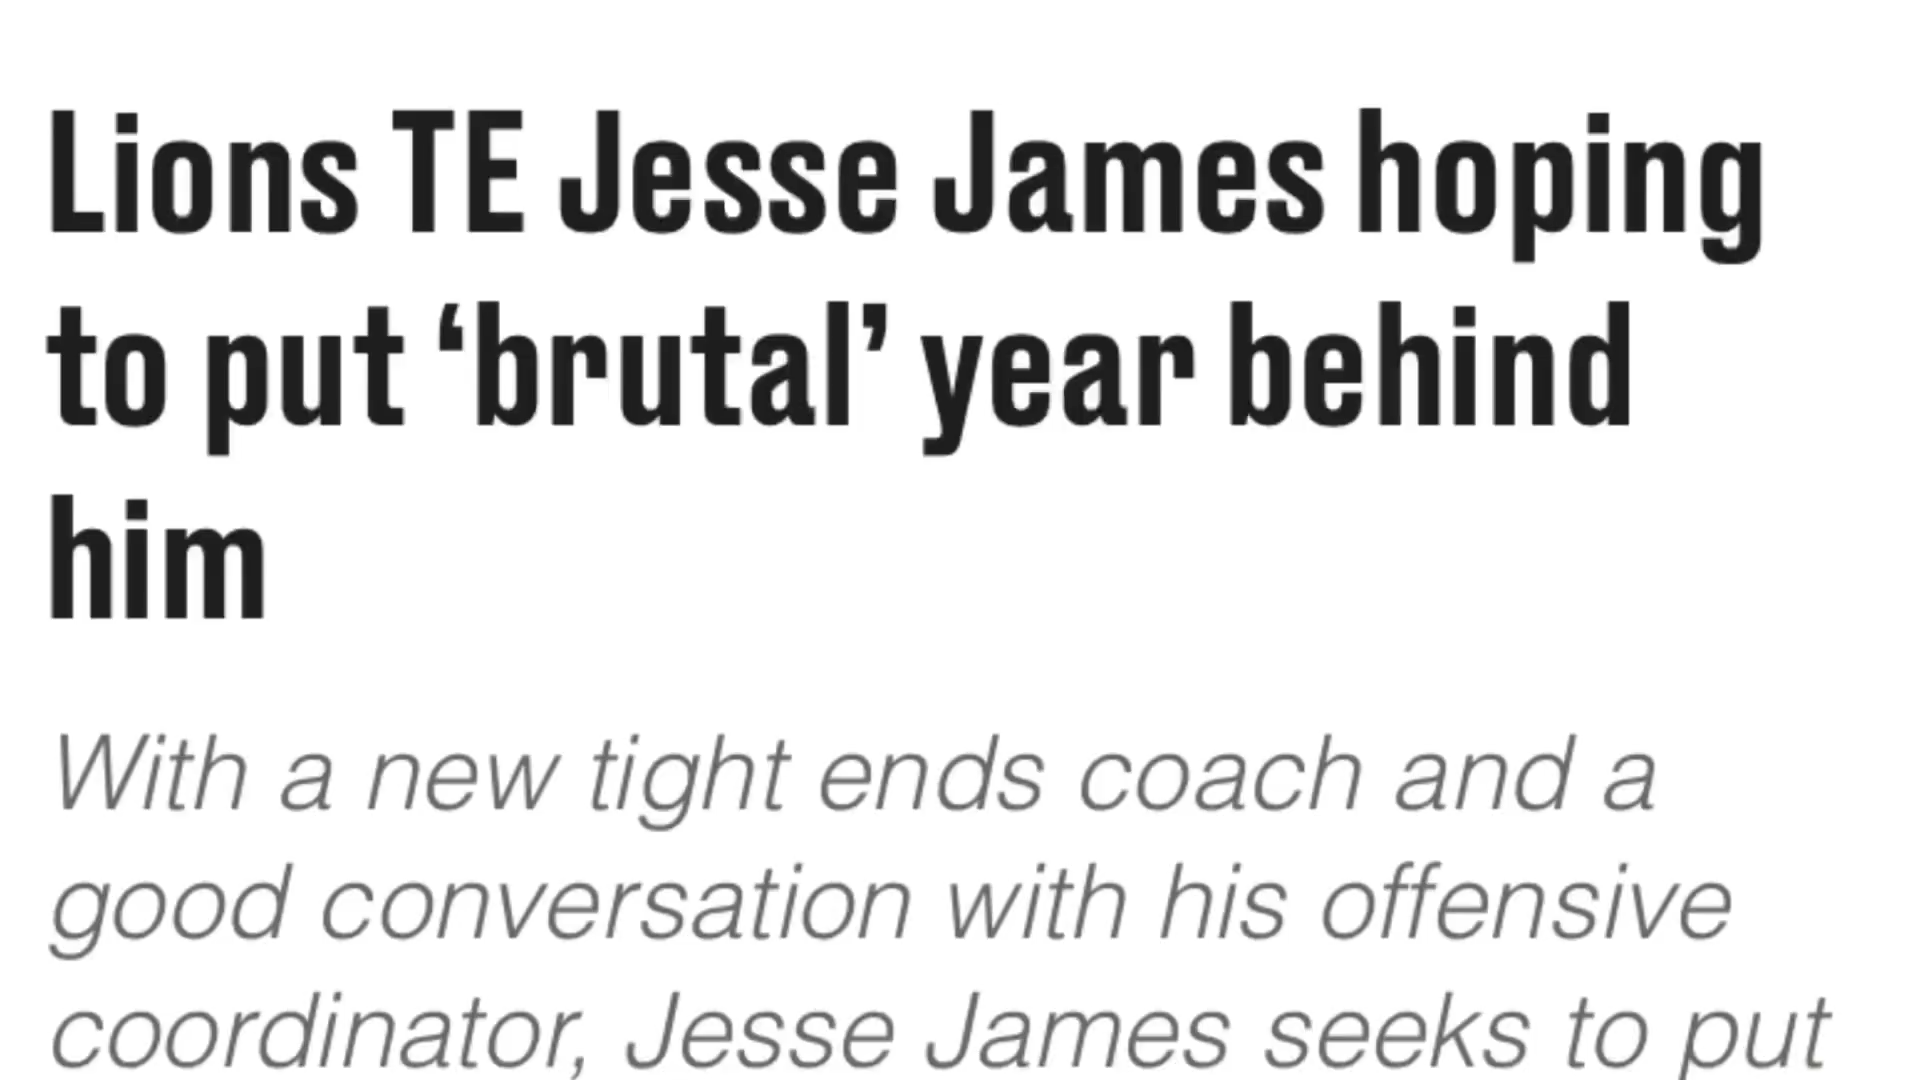 Lions TE Jesse James hoping
to put ‘brutal’ year behind
him
With a new tight ends coach and a
good conversation with his offensive
coordinator, Jesse James seeks to put